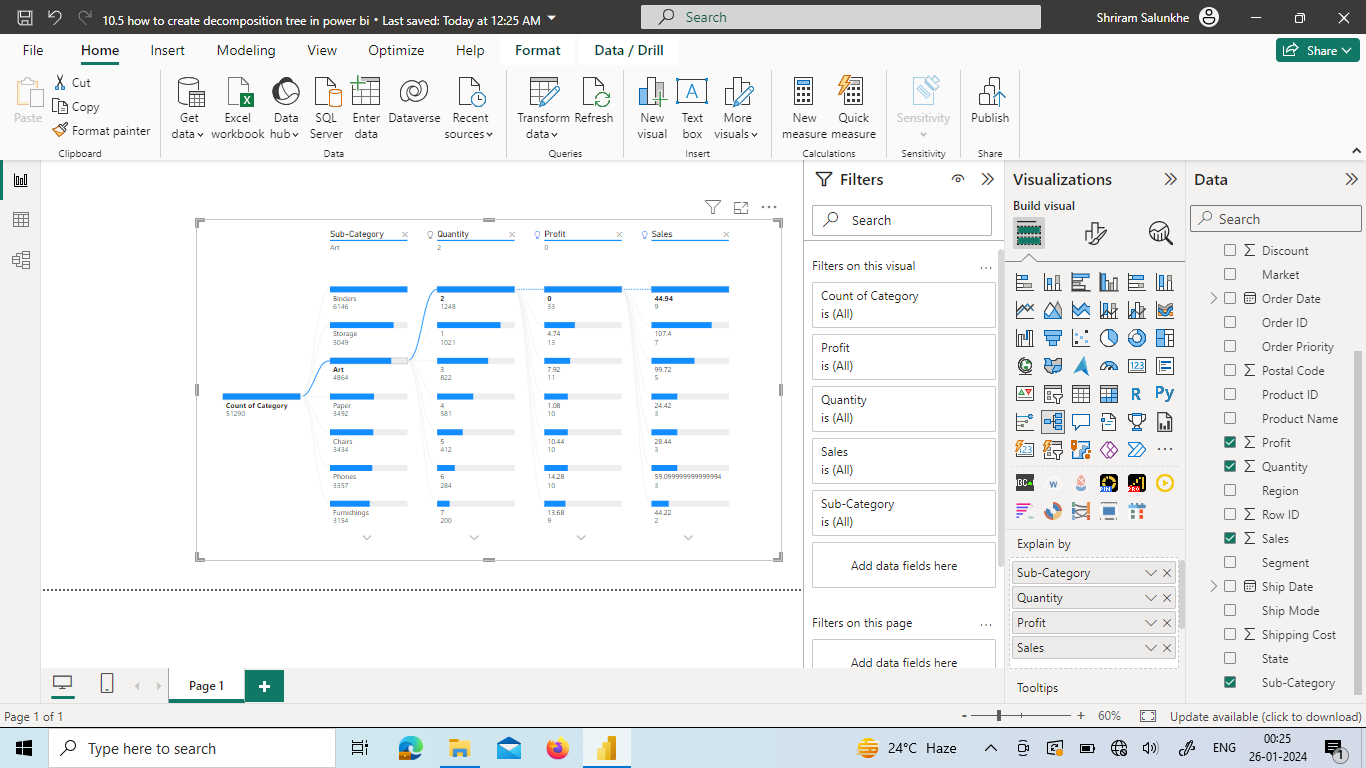 10.5 how to create decomposition tree in power bi • Last saved: Today at 12:25 AM
Search
Shriram Salunkhe
File
Home
Insert
Modeling
View
Optimize
Help
Format
Data / Drill
Share
Paste
Cut
Copy
Format painter
Clipboard
Get data
Excel workbook
Data hub
SQL Server
Enter data
Dataverse
Recent sources
Data
Transform data
Refresh
Queries
New visual
Text box
More visuals
Insert
New measure
Quick measure
Calculations
Sensitivity
Sensitivity
Publish
Share
Sub-Category
Art
Quantity
2
Profit
0
Sales
Count of Category
51290
Binders
6146
Storage
5049
Art
4864
Paper
3492
Chairs
3434
Phones
3357
Furnishings
3154
2
1248
1
1021
3
822
4
581
5
412
6
284
7
200
0
33
4.74
13
7.92
11
1.08
10
10.44
10
14.28
10
13.68
9
44.94
9
107.4
7
99.72
5
24.42
3
28.44
3
59.099999999999994
3
44.22
2
Filters
Search
Filters on this visual
Count of Category
is (All)
Profit
is (All)
Quantity
is (All)
Sales
is (All)
Sub-Category
is (All)
Add data fields here
Filters on this page
Add data fields here
Visualizations
Build visual
123
R
Py
123
Explain by
Sub-Category
Quantity
Profit
Sales
Tooltips
Data
Search
Discount
Market
Order Date
Order ID
Order Priority
Postal Code
Product ID
Product Name
Profit
Quantity
Region
Row ID
Sales
Segment
Ship Date
Ship Mode
Shipping Cost
State
Sub-Category
Page 1
Page 1 of 1
60%
Update available (click to download)
Type here to search
24°C Haze
ENG
00:25
26-01-2024
1